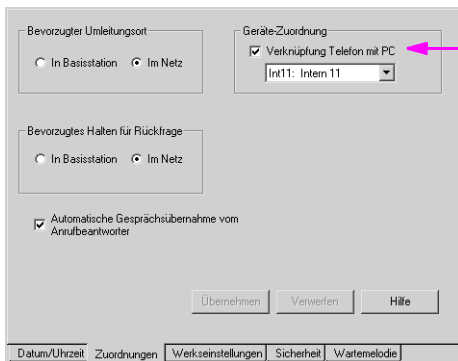 Bevorzugter Umleitungsort
In Basisstation Im Netz
Geräte-Zuordnung
Verknüpfung Telefon mit PC
Int11: Intern 11
Bevorzugtes Halten für Rückfrage
In Basisstation Im Netz
Automatische Gesprächsübernahme vom
Anrufbeantworter
Übernehmen Verwerfen Hilfe
Datum/Uhrzeit Zuordnungen Werkseinstellungen Sicherheit Wartemelodie